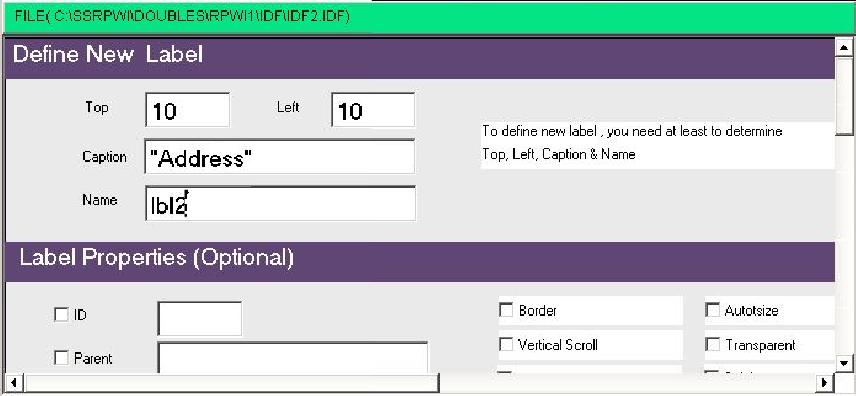 FILE( C:\SSRPWI\DOUBLES\RPWI1\IDF\IDF2.IDF)
Define New Label
Top 10 Left 10
To define new label , you need at least to determine
Top, Left, Caption & Name
Caption "Address"
Name lbl2
Label Properties (Optional)
ID Border Autotsize
Parent Vertical Scroll Transparent